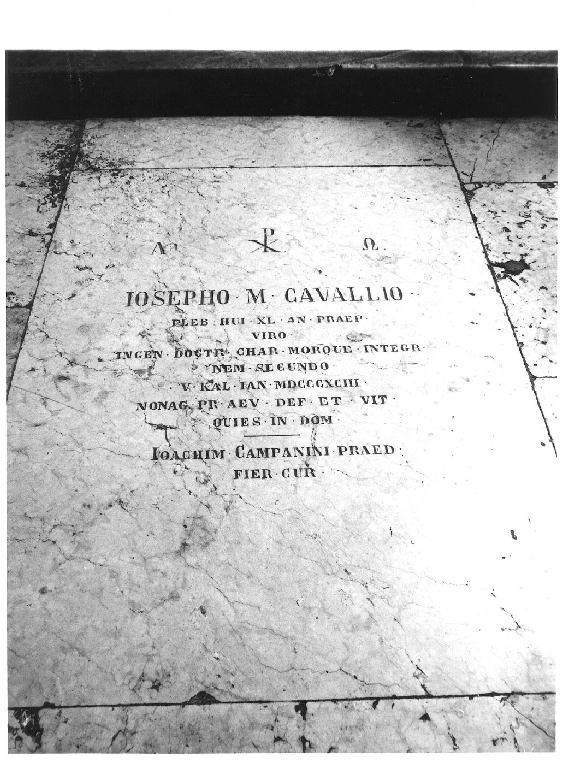 Α ☧ Ω
IOSEPHO · M · CAVALLIO
PLEB · HUI · XL · AN · PRAEP ·
VIRO
INGEN · DOCTR · CHAR · MORQUE · INTEGR ·
NEM · SECUNDO
V · KAL · IAN · MDCCCXCIII ·
NONAG · PR · AEV · DEF · ET · VIT ·
QUIES · IN · DOM ·
IOACHIM · CAMPANINI · PRAED ·
FIER · CUR ·